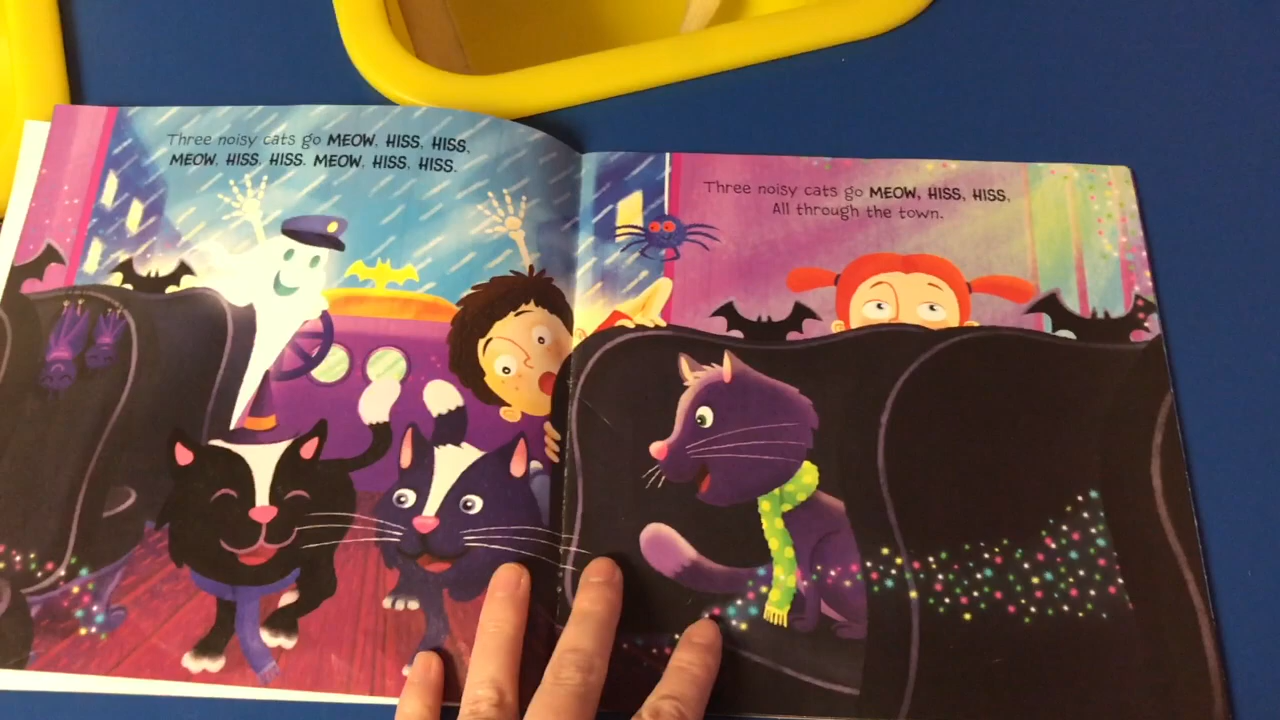 Three noisy cats go MEOW, HISS, HISS,
MEOW, HISS, HISS. MEOW, HISS, HISS.
Three noisy cats go MEOW, HISS, HISS,
All through the town.